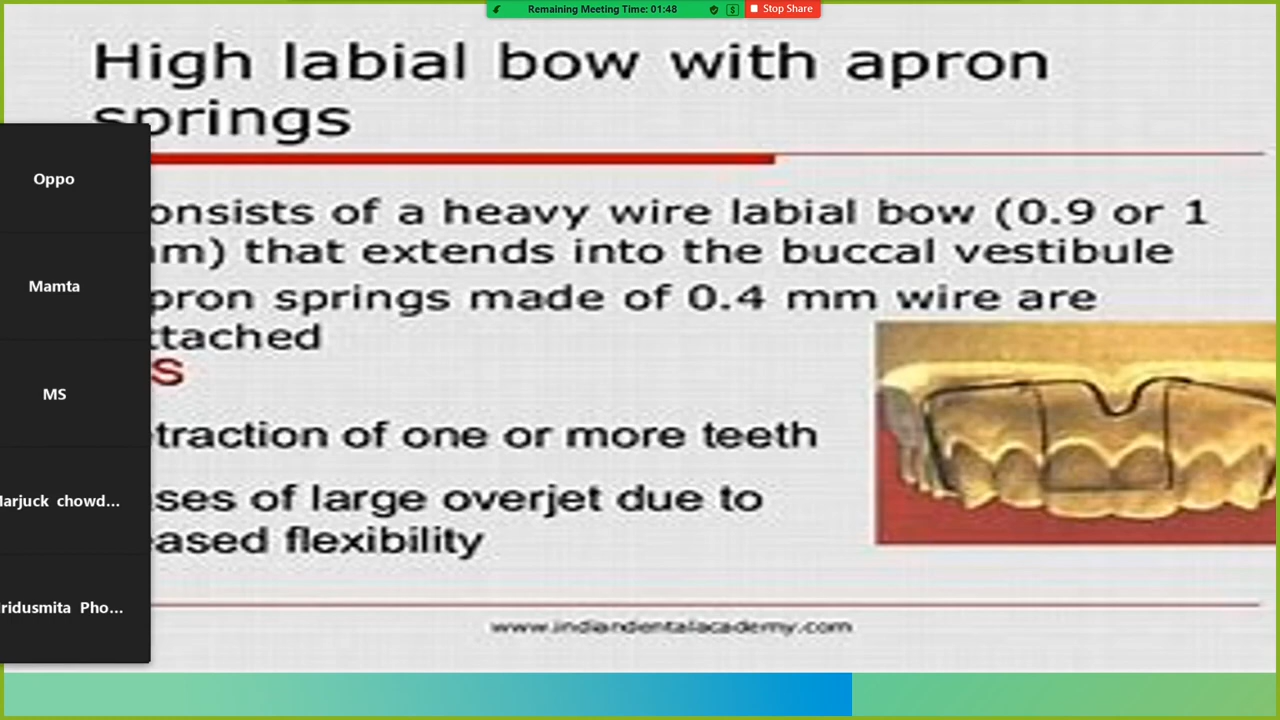 Remaining Meeting Time: 01:48
Stop Share
High labial bow with apron
springs
onsists of a heavy wire labial bow (0.9 or 1
m) that extends into the buccal vestibule
pron springs made of 0.4 mm wire are
ttached
S
traction of one or more teeth
ses of large overjet due to
eased flexibility
www.indiandentalacademy.com
Oppo
Mamta
MS
arjuck chowd...
ridusmita Pho...